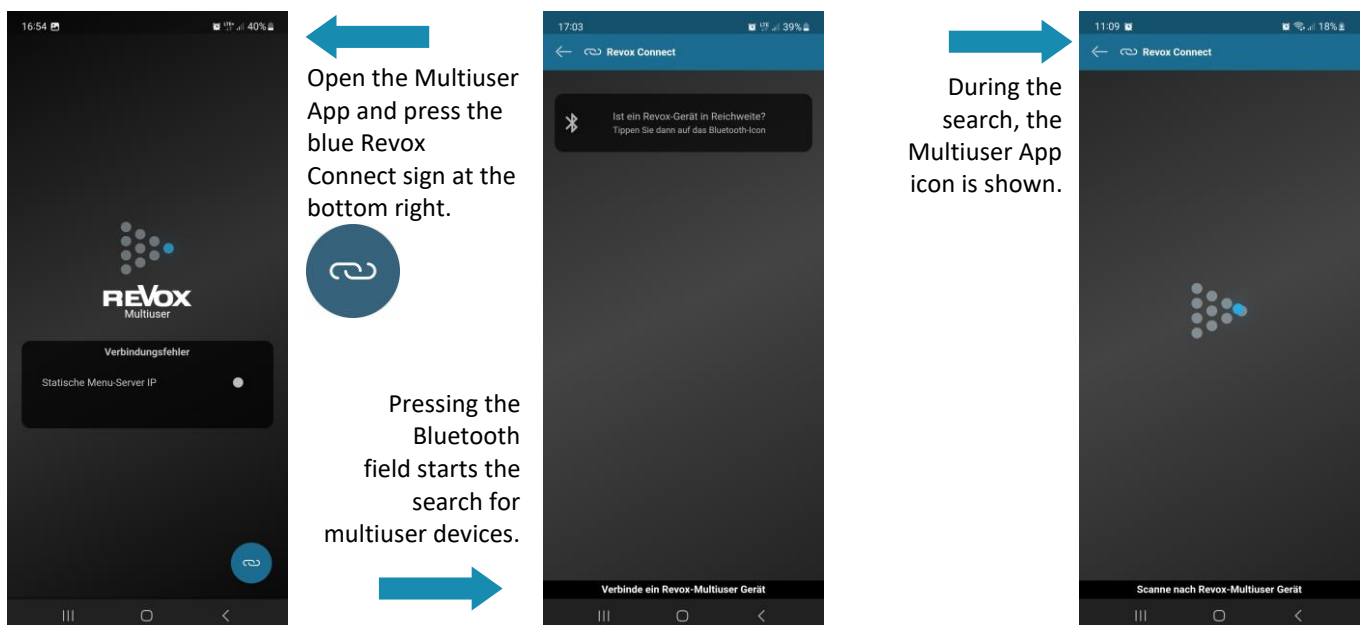 16:54 LTE+ 40%
REVOX
Multiuser
Verbindungsfehler
Statische Menu-Server IP
Open the Multiuser
App and press the
blue Revox
Connect sign at the
bottom right.
Pressing the
Bluetooth
field starts the
search for
multiuser devices.
17:03 LTE 39%
Revox Connect
Ist ein Revox-Gerät in Reichweite?
Tippen Sie dann auf das Bluetooth-Icon
Verbinde ein Revox-Multiuser Gerät
During the
search, the
Multiuser App
icon is shown.
11:09 18%
Revox Connect
Scanne nach Revox-Multiuser Gerät